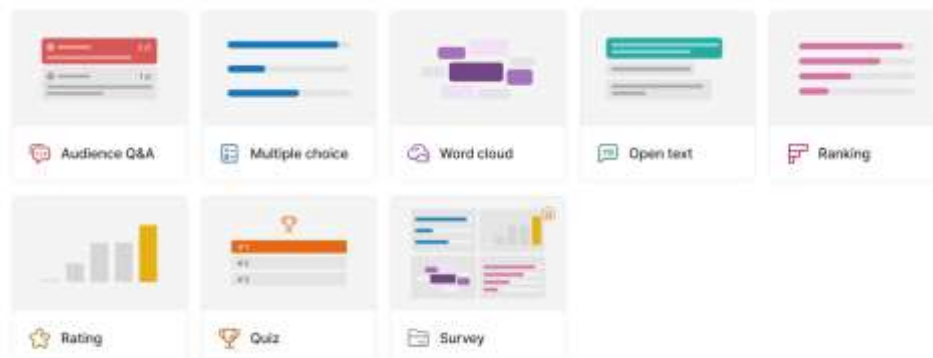 Audience Q&A
Multiple choice
Word cloud
Open text
Ranking
Rating
Quiz
Survey